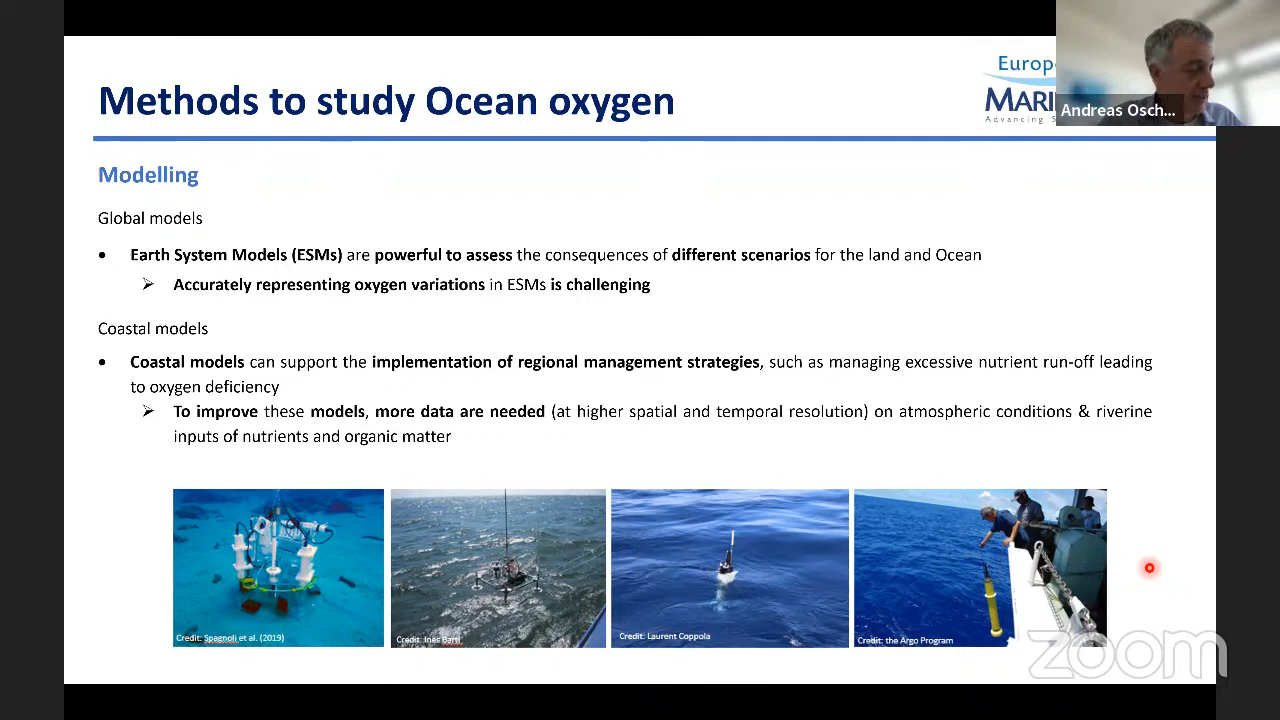 Methods to study Ocean oxygen
Europ
MARI
Advancing S
Andreas Osch...
Modelling
Global models
• Earth System Models (ESMs) are powerful to assess the consequences of different scenarios for the land and Ocean
➢ Accurately representing oxygen variations in ESMs is challenging
Coastal models
• Coastal models can support the implementation of regional management strategies, such as managing excessive nutrient run-off leading
to oxygen deficiency
➢ To improve these models, more data are needed (at higher spatial and temporal resolution) on atmospheric conditions & riverine
inputs of nutrients and organic matter
Credit: Spagnoli et al. (2019)
Credit: Ines Bartl
Credit: Laurent Coppola
Credit: the Argo Program
zoom